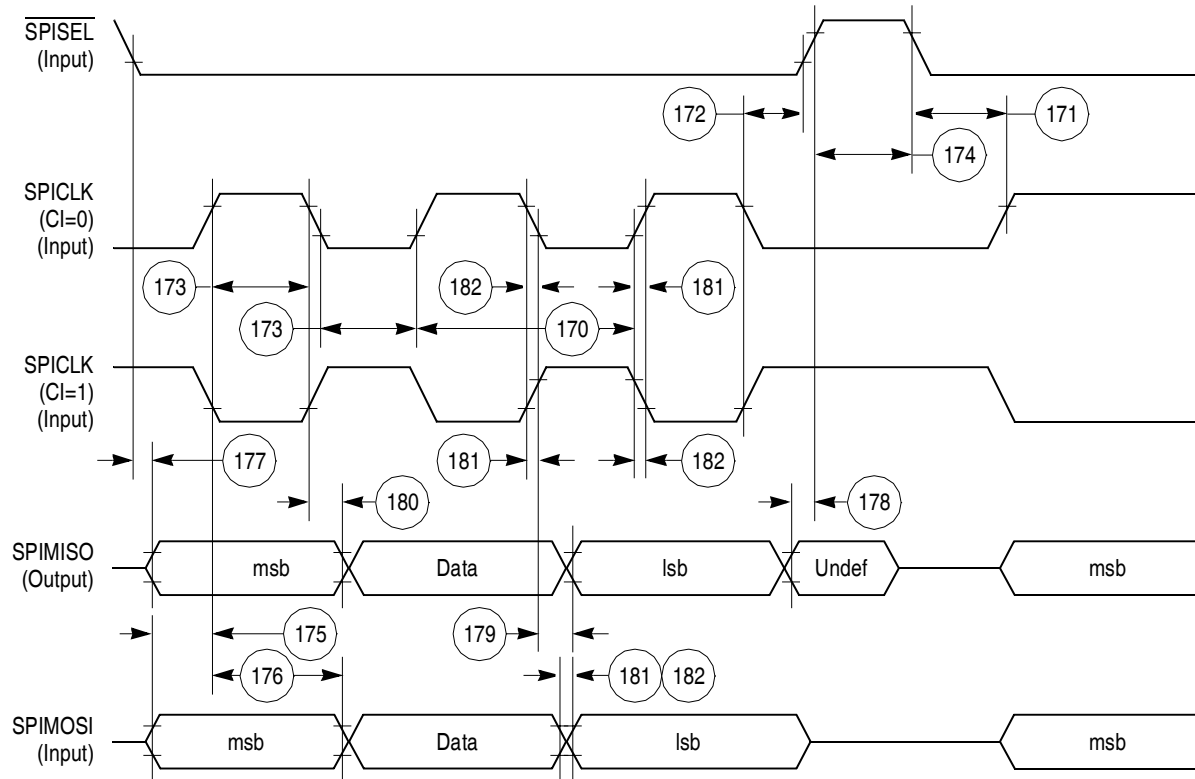 SPISEL
(Input)
172
171
174
SPICLK
(CI=0)
(Input)
173
182
181
173
170
SPICLK
(CI=1)
(Input)
177
181
182
180
178
SPIMISO
(Output)
msb
Data
lsb
Undef
msb
175
179
176
181
182
SPIMOSI
(Input)
msb
Data
lsb
msb